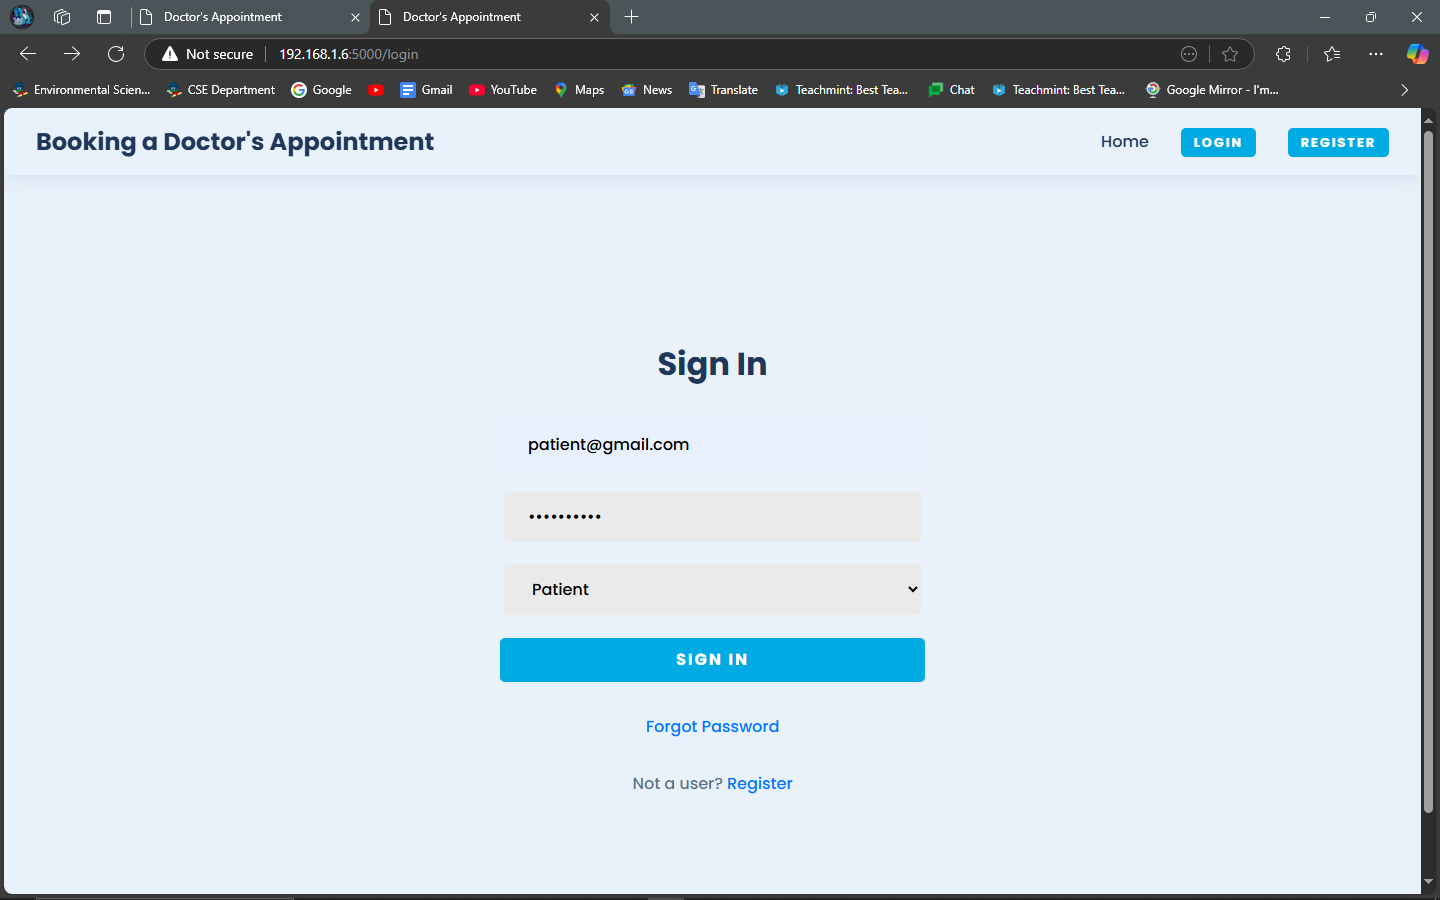 Doctor's Appointment
Doctor's Appointment
Not secure 192.168.1.6:5000/login
Environmental Scien... CSE Department Google Gmail YouTube Maps News Translate Teachmint: Best Tea... Chat Teachmint: Best Tea... Google Mirror - I'm...
Booking a Doctor's Appointment
Home LOGIN REGISTER
Sign In
patient@gmail.com
••••••••••
Patient
SIGN IN
Forgot Password
Not a user? Register